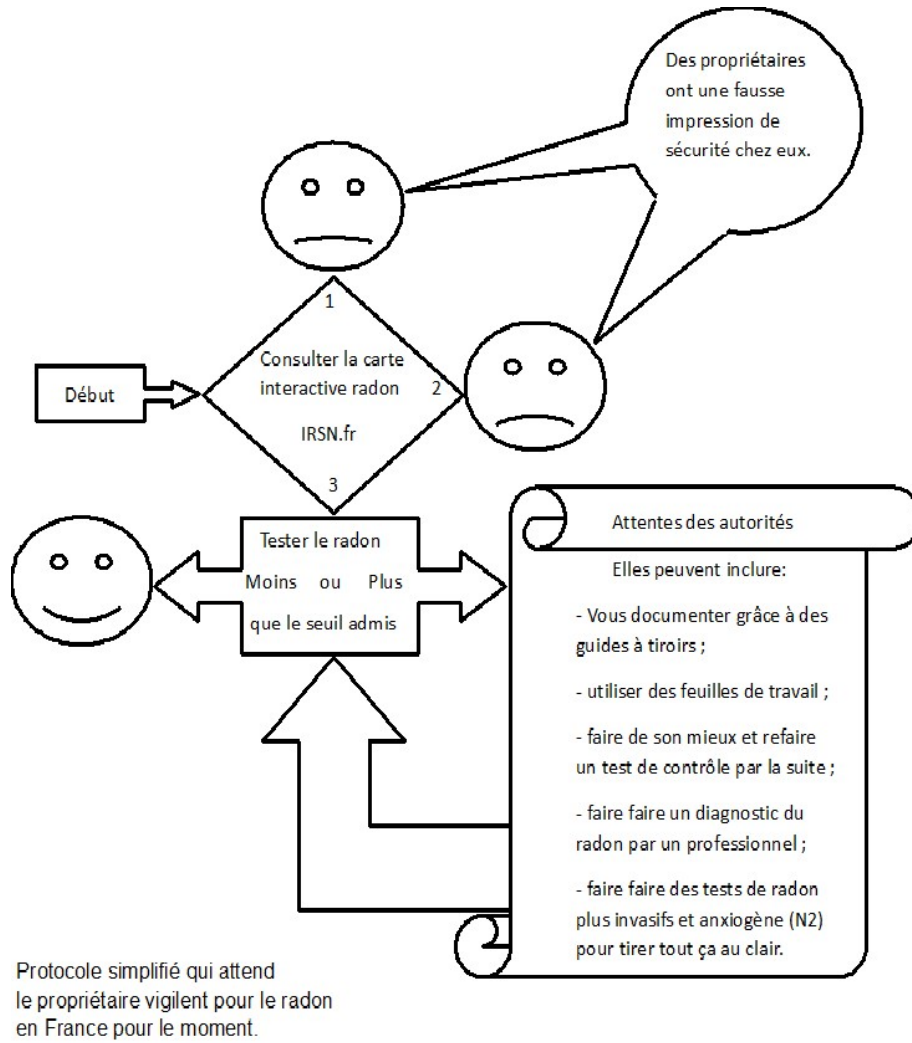 Des propriétaires
ont une fausse
impression de
sécurité chez eux.
1
Consulter la carte
interactive radon
2
IRSN.fr
3
Début
Tester le radon
Moins ou Plus
que le seuil admis
Attentes des autorités
Elles peuvent inclure:
- Vous documenter grâce à des
guides à tiroirs ;
- utiliser des feuilles de travail ;
- faire de son mieux et refaire
un test de contrôle par la suite ;
- faire faire un diagnostic du
radon par un professionnel ;
- faire faire des tests de radon
plus invasifs et anxiogène (N2)
pour tirer tout ça au clair.
Protocole simplifié qui attend
le propriétaire vigilent pour le radon
en France pour le moment.